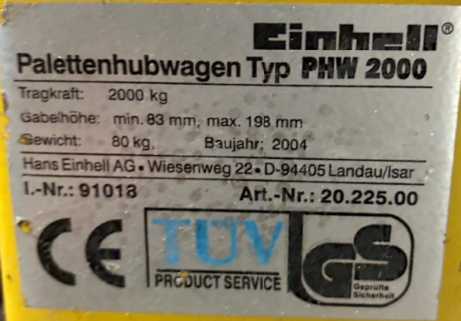 Einhell®
Palettenhubwagen Typ PHW 2000
Tragkraft: 2000 kg
Gabelhöhe: min. 83 mm, max. 198 mm
Gewicht: 80 kg, Baujahr: 2004
Hans Einhell AG • Wiesenweg 22 • D-94405 Landau/Isar
I.-Nr.: 91018 Art.-Nr.: 20.225.00
CE
TÜV
PRODUCT SERVICE
GS
Geprüfte
Sicherheit